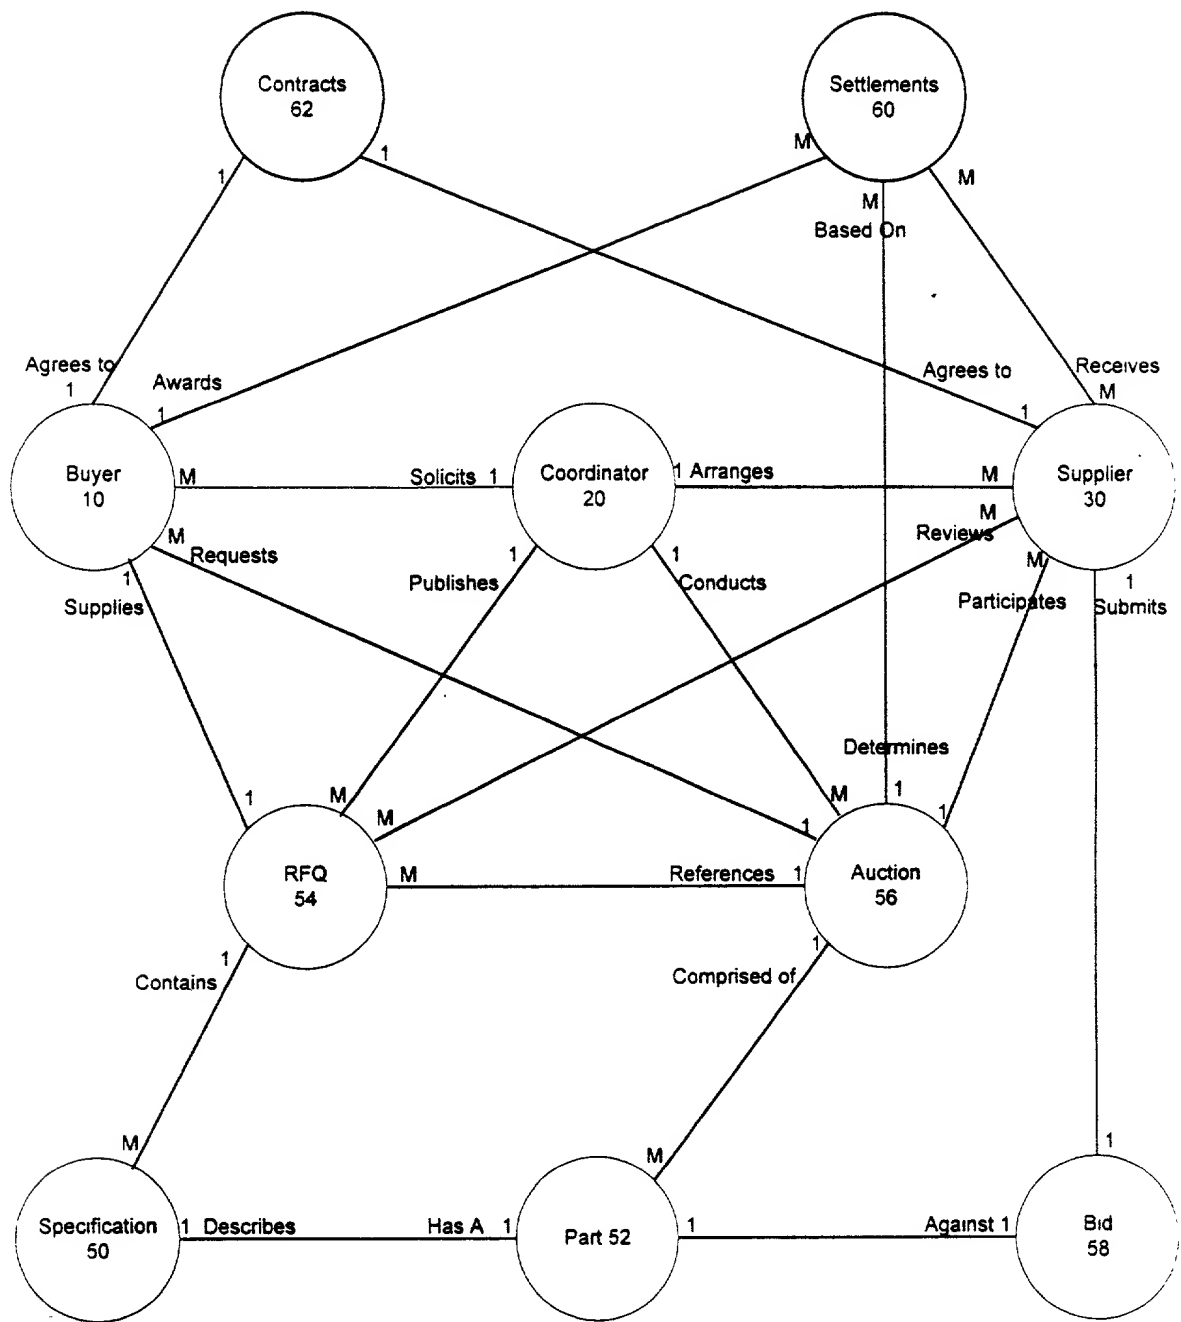 Contracts
62
Settlements
60
1
1
M
M
M
Based On
Agrees to
1
Awards
1
Agrees to
1
Receives
M
Buyer
10
M
Solicits 1
Coordinator
20
1 Arranges
M
Supplier
30
M
Requests
1
Supplies
1
Publishes
1
Conducts
M
Reviews
M
Participates
1
Submits
Determines
1
M
M
M
1
1
1
RFQ
54
M
References 1
Auction
56
1
Contains
1
Comprised of
M
M
1
Specification
50
1 Describes
Has A 1
Part 52
1
Against 1
Bid
58